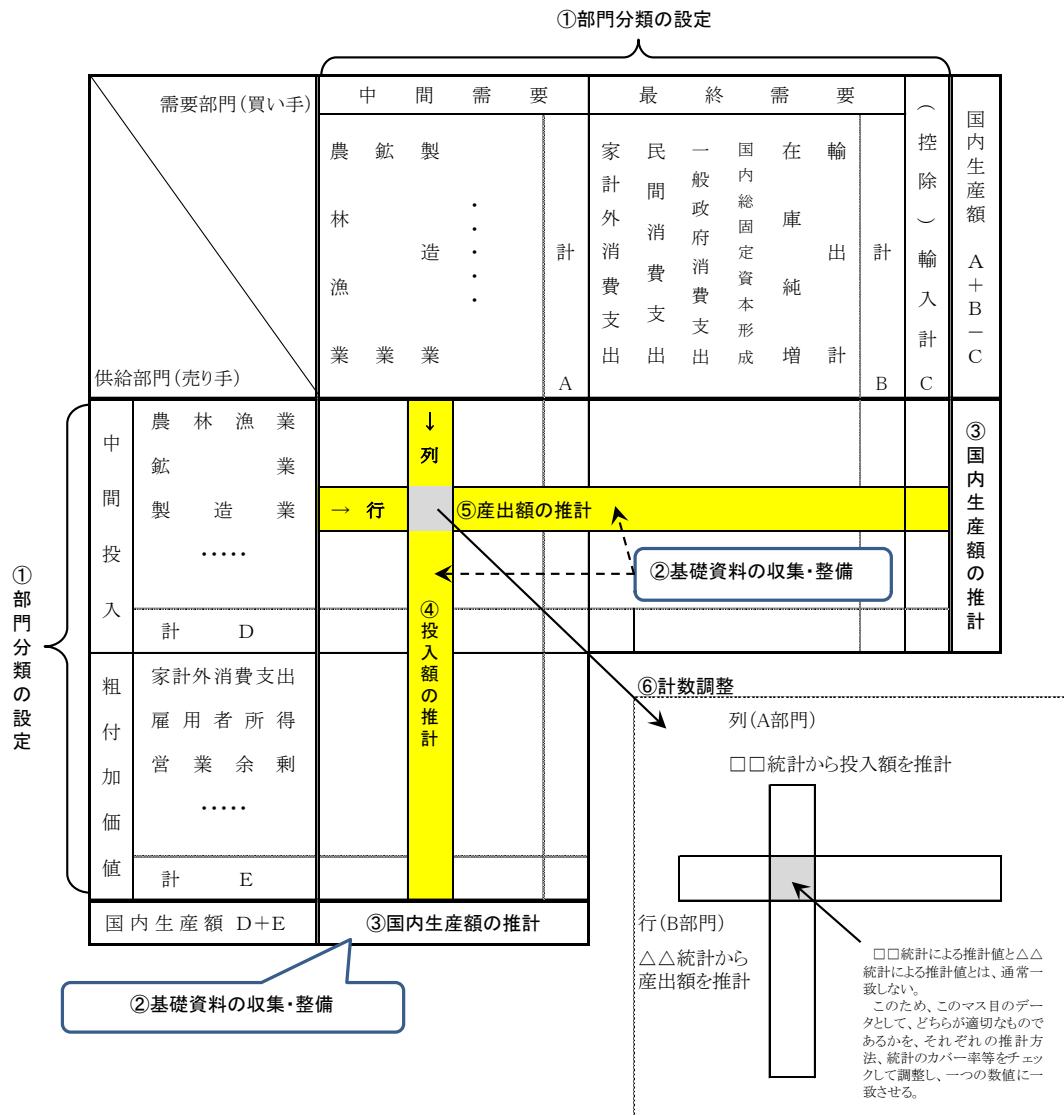 ①部門分類の設定
需要部門(買い手)
供給部門(売り手)
中間需要
農林漁業
鉱業
製造業
・・・・・
計
A
最終需要
家計外消費支出
民間消費支出
一般政府消費支出
国内総固定資本形成
在庫純増
輸出計
計
B
（控除）輸入計
C
国内生産額
A＋B－C
①部門分類の設定
中間投入
農林漁業
鉱業
製造業
・・・・・
計 D
粗付加価値
家計外消費支出
雇用者所得
営業余剰
・・・・・
計 E
国内生産額 D+E
↓
列
→ 行
⑤産出額の推計
②基礎資料の収集・整備
④投入額の推計
③国内生産額の推計
③国内生産額の推計
②基礎資料の収集・整備
⑥計数調整
列(A部門)
□□統計から投入額を推計
行(B部門)
△△統計から
産出額を推計
□□統計による推計値と△△
統計による推計値とは、通常一
致しない。
このため、このマス目のデー
タとして、どちらが適切なもので
あるかを、それぞれの推計方
法、統計のカバー率等をチェッ
クして調整し、一つの数値に一
致させる。